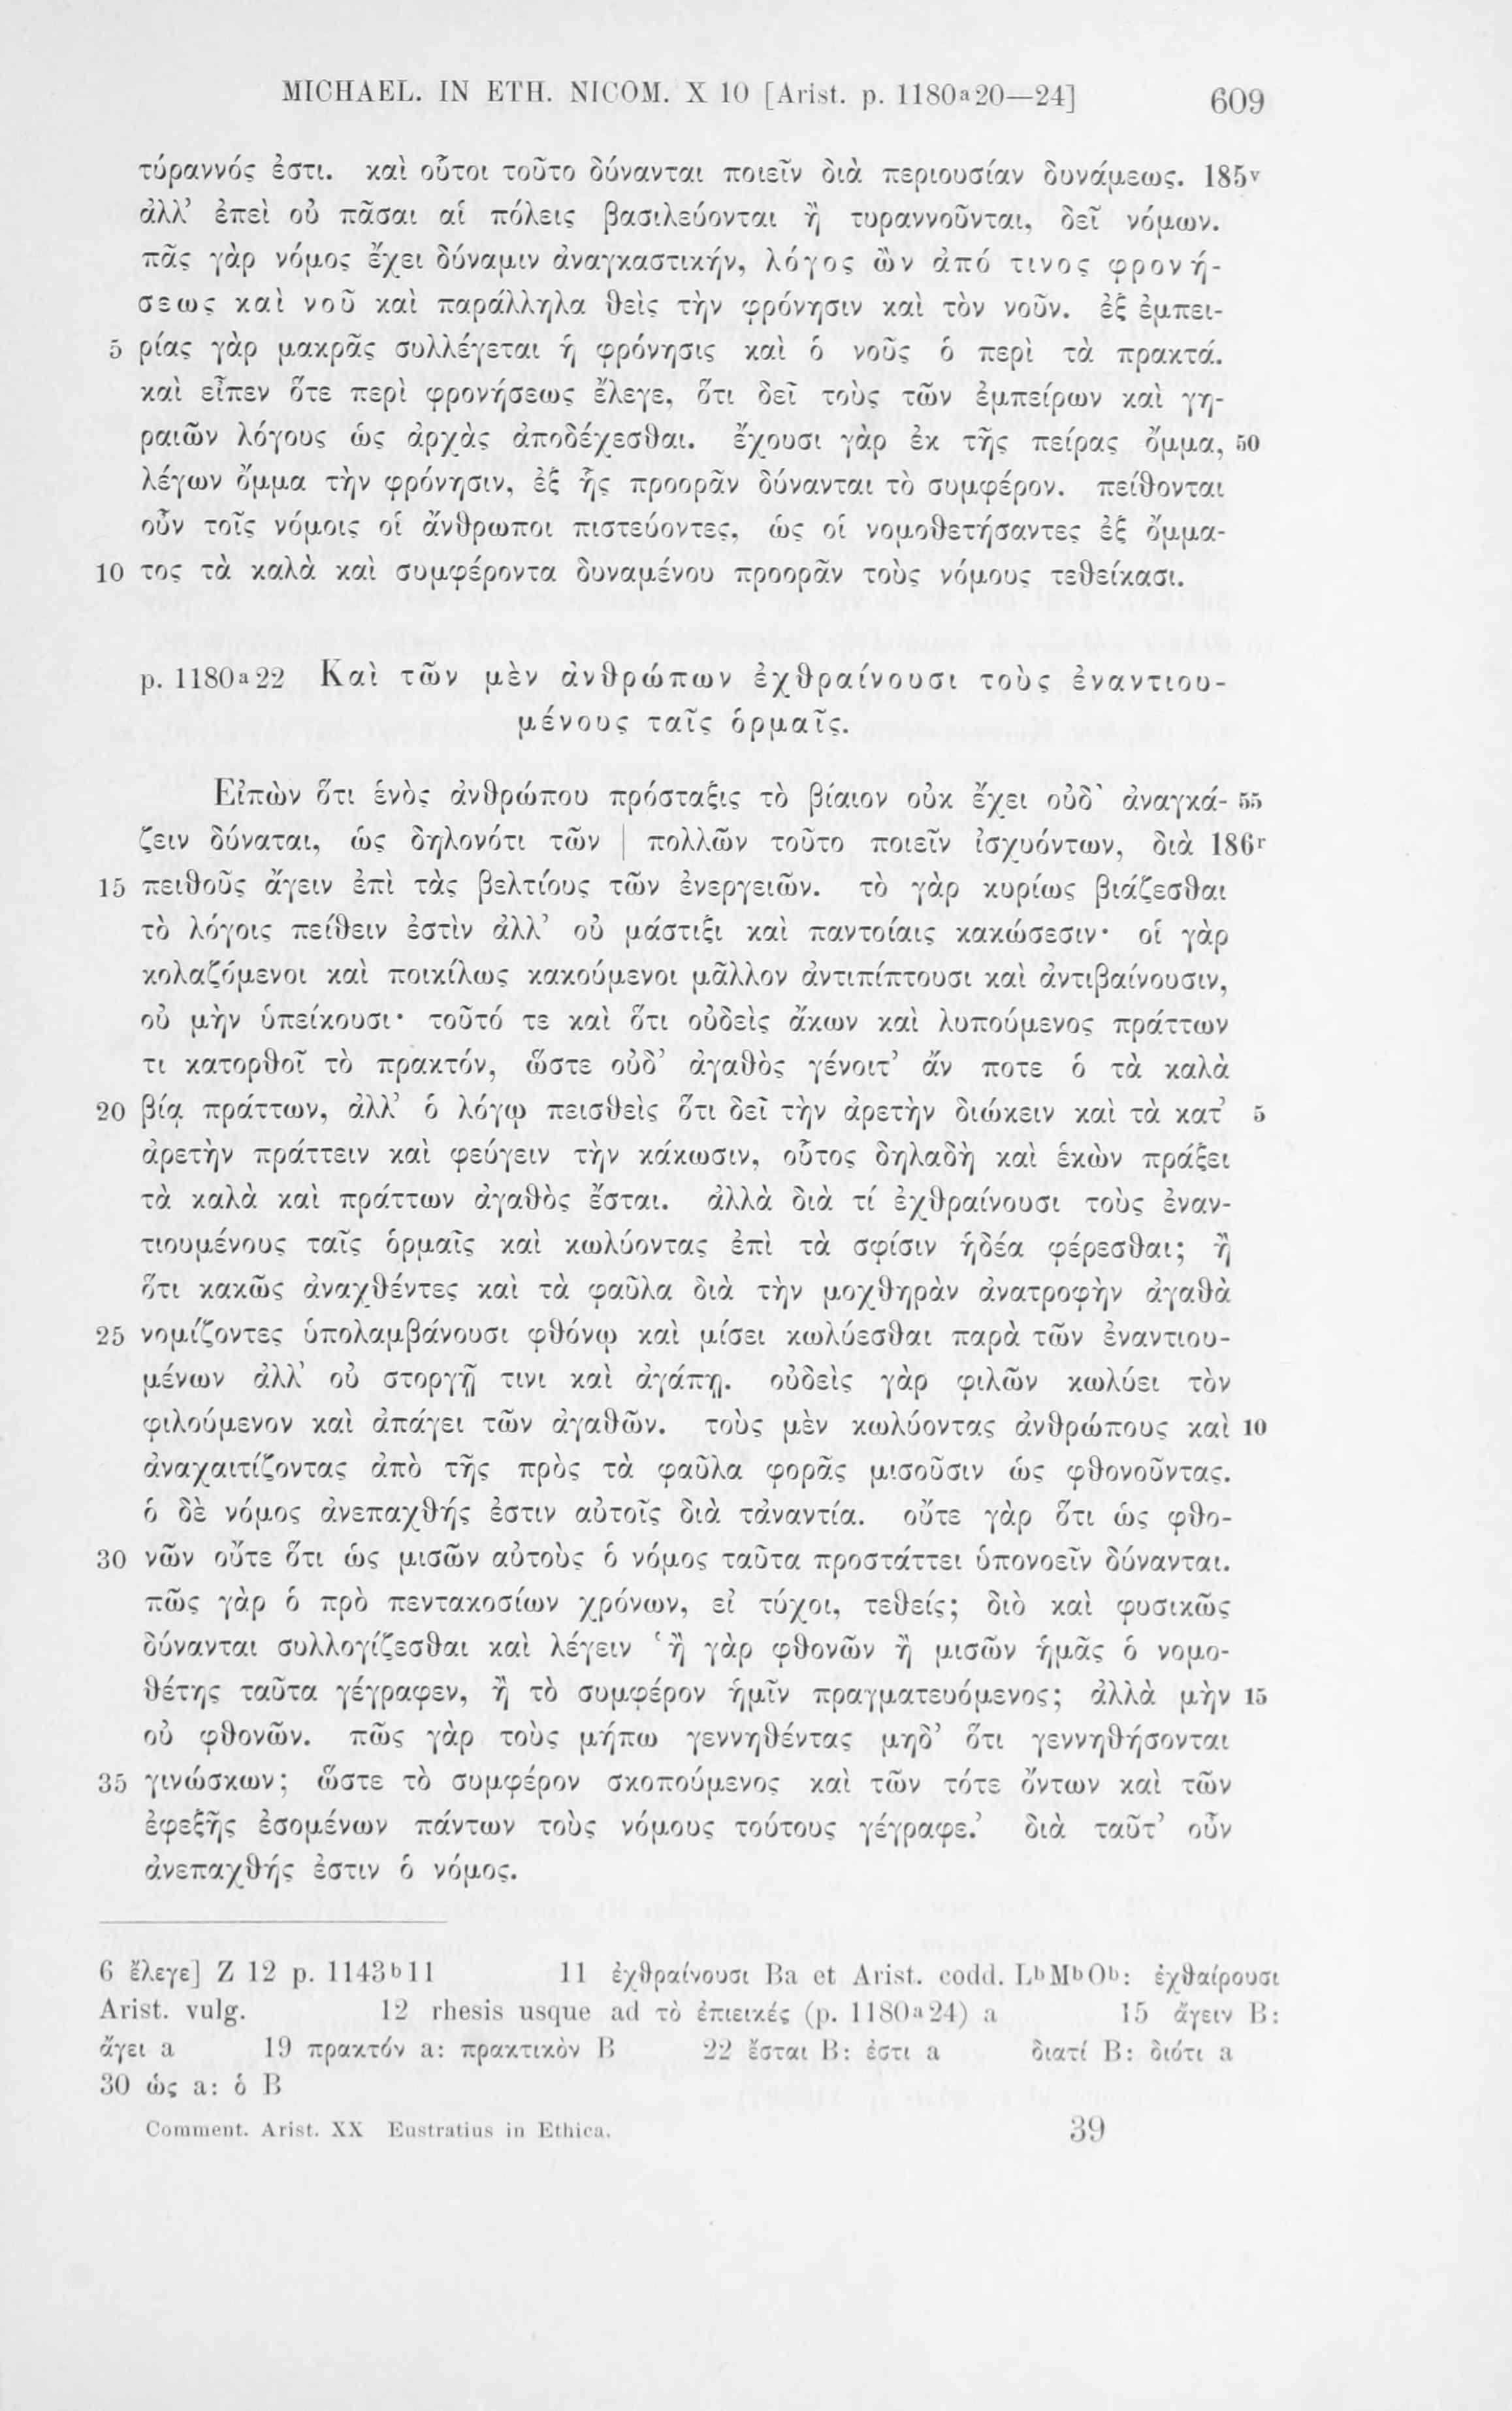 MICHAEL. IN ETH. NICOM. X 10 [Arist. p. 1180ᵃ20—24] 609
τύραννός ἐστι. καὶ οὗτοι τοῦτο δύνανται ποιεῖν διὰ περιουσίαν δυνάμεως. 185ᵛ
ἀλλ’ ἐπεὶ οὐ πᾶσαι αἱ πόλεις βασιλεύονται ἢ τυραννοῦνται, δεῖ νόμων.
πᾶς γὰρ νόμος ἔχει δύναμιν ἀναγκαστικήν, λόγος ὢν ἀπό τινος φρονή-
σεως καὶ νοῦ καὶ παράλληλα θεὶς τὴν φρόνησιν καὶ τὸν νοῦν. ἐξ ἐμπει-
5 ρίας γὰρ μακρᾶς συλλέγεται ἡ φρόνησις καὶ ὁ νοῦς ὁ περὶ τὰ πρακτά.
καὶ εἶπεν ὅτε περὶ φρονήσεως ἔλεγε, ὅτι δεῖ τοὺς τῶν ἐμπείρων καὶ γη-
ραιῶν λόγους ὡς ἀρχὰς ἀποδέχεσθαι. ἔχουσι γὰρ ἐκ τῆς πείρας ὄμμα, 50
λέγων ὄμμα τὴν φρόνησιν, ἐξ ἧς προορᾶν δύνανται τὸ συμφέρον. πείθονται
οὖν τοῖς νόμοις οἱ ἄνθρωποι πιστεύοντες, ὡς οἱ νομοθετήσαντες ἐξ ὄμμα-
10 τος τὰ καλὰ καὶ συμφέροντα δυναμένου προορᾶν τοὺς νόμους τεθείκασι.
p. 1180ᵃ22 Καὶ τῶν μὲν ἀνθρώπων ἐχθραίνουσι τοὺς ἐναντιου-
μένους ταῖς ὁρμαῖς.
Εἰπὼν ὅτι ἑνὸς ἀνθρώπου πρόσταξις τὸ βίαιον οὐκ ἔχει οὐδ’ ἀναγκά- 55
ζειν δύναται, ὡς δηλονότι τῶν | πολλῶν τοῦτο ποιεῖν ἰσχυόντων, διὰ 186ʳ
15 πειθοῦς ἄγειν ἐπὶ τὰς βελτίους τῶν ἐνεργειῶν. τὸ γὰρ κυρίως βιάζεσθαι
τὸ λόγοις πείθειν ἐστὶν ἀλλ’ οὐ μάστιξι καὶ παντοίαις κακώσεσιν· οἱ γὰρ
κολαζόμενοι καὶ ποικίλως κακούμενοι μᾶλλον ἀντιπίπτουσι καὶ ἀντιβαίνουσιν,
οὐ μὴν ὑπείκουσι· τοῦτό τε καὶ ὅτι οὐδεὶς ἄκων καὶ λυπούμενος πράττων
τι κατορθοῖ τὸ πρακτόν, ὥστε οὐδ’ ἀγαθὸς γένοιτ’ ἄν ποτε ὁ τὰ καλὰ
20 βίᾳ πράττων, ἀλλ’ ὁ λόγῳ πεισθεὶς ὅτι δεῖ τὴν ἀρετὴν διώκειν καὶ τὰ κατ’ 5
ἀρετὴν πράττειν καὶ φεύγειν τὴν κάκωσιν, οὗτος δηλαδὴ καὶ ἑκὼν πράξει
τὰ καλὰ καὶ πράττων ἀγαθὸς ἔσται. ἀλλὰ διὰ τί ἐχθραίνουσι τοὺς ἐναν-
τιουμένους ταῖς ὁρμαῖς καὶ κωλύοντας ἐπὶ τὰ σφίσιν ἡδέα φέρεσθαι; ἢ
ὅτι κακῶς ἀναχθέντες καὶ τὰ φαῦλα διὰ τὴν μοχθηρὰν ἀνατροφὴν ἀγαθὰ
25 νομίζοντες ὑπολαμβάνουσι φθόνῳ καὶ μίσει κωλύεσθαι παρὰ τῶν ἐναντιου-
μένων ἀλλ’ οὐ στοργῇ τινι καὶ ἀγάπῃ. οὐδεὶς γὰρ φιλῶν κωλύει τὸν
φιλούμενον καὶ ἀπάγει τῶν ἀγαθῶν. τοὺς μὲν κωλύοντας ἀνθρώπους καὶ 10
ἀναχαιτίζοντας ἀπὸ τῆς πρὸς τὰ φαῦλα φορᾶς μισοῦσιν ὡς φθονοῦντας.
ὁ δὲ νόμος ἀνεπαχθής ἐστιν αὐτοῖς διὰ τἀναντία. οὔτε γὰρ ὅτι ὡς φθο-
30 νῶν οὔτε ὅτι ὡς μισῶν αὐτοὺς ὁ νόμος ταῦτα προστάττει ὑπονοεῖν δύνανται.
πῶς γὰρ ὁ πρὸ πεντακοσίων χρόνων, εἰ τύχοι, τεθείς; διὸ καὶ φυσικῶς
δύνανται συλλογίζεσθαι καὶ λέγειν ‘ἢ γὰρ φθονῶν ἢ μισῶν ἡμᾶς ὁ νομο-
θέτης ταῦτα γέγραφεν, ἢ τὸ συμφέρον ἡμῖν πραγματευόμενος; ἀλλὰ μὴν 15
οὐ φθονῶν. πῶς γὰρ τοὺς μήπω γεννηθέντας μηδ’ ὅτι γεννηθήσονται
35 γινώσκων; ὥστε τὸ συμφέρον σκοπούμενος καὶ τῶν τότε ὄντων καὶ τῶν
ἐφεξῆς ἐσομένων πάντων τοὺς νόμους τούτους γέγραφε.’ διὰ ταῦτ’ οὖν
ἀνεπαχθής ἐστιν ὁ νόμος.
6 ἔλεγε] Z 12 p. 1143ᵇ11 11 ἐχθραίνουσι Ba et Arist. codd. LᵇMᵇOᵇ: ἐχθαίρουσι
Arist. vulg. 12 rhesis usque ad τὸ ἐπιεικές (p. 1180ᵃ24) a 15 ἄγειν B:
ἄγει a 19 πρακτόν a: πρακτικὸν B 22 ἔσται B: ἐστι a διατί B: διότι a
30 ὡς a: ὁ B
Comment. Arist. XX Eustratius in Ethica. 39